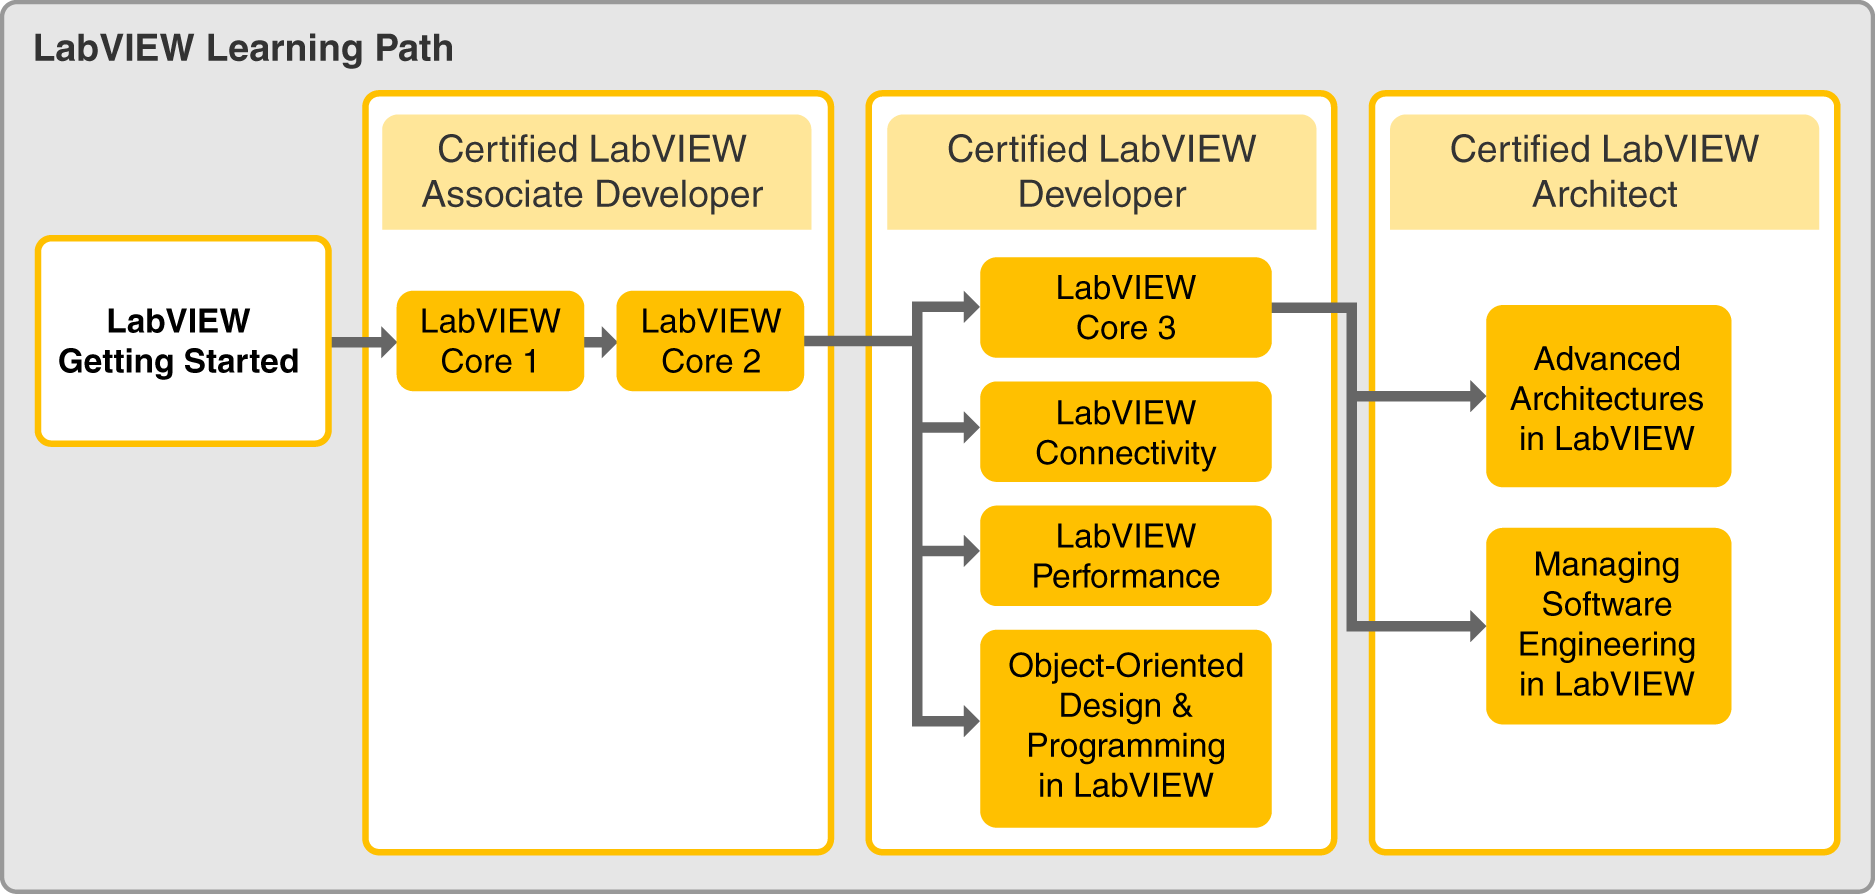 LabVIEW Learning Path
LabVIEW
Getting Started
Certified LabVIEW
Associate Developer
LabVIEW
Core 1
LabVIEW
Core 2
Certified LabVIEW
Developer
LabVIEW
Core 3
LabVIEW
Connectivity
LabVIEW
Performance
Object-Oriented
Design &
Programming
in LabVIEW
Certified LabVIEW
Architect
Advanced
Architectures
in LabVIEW
Managing
Software
Engineering
in LabVIEW